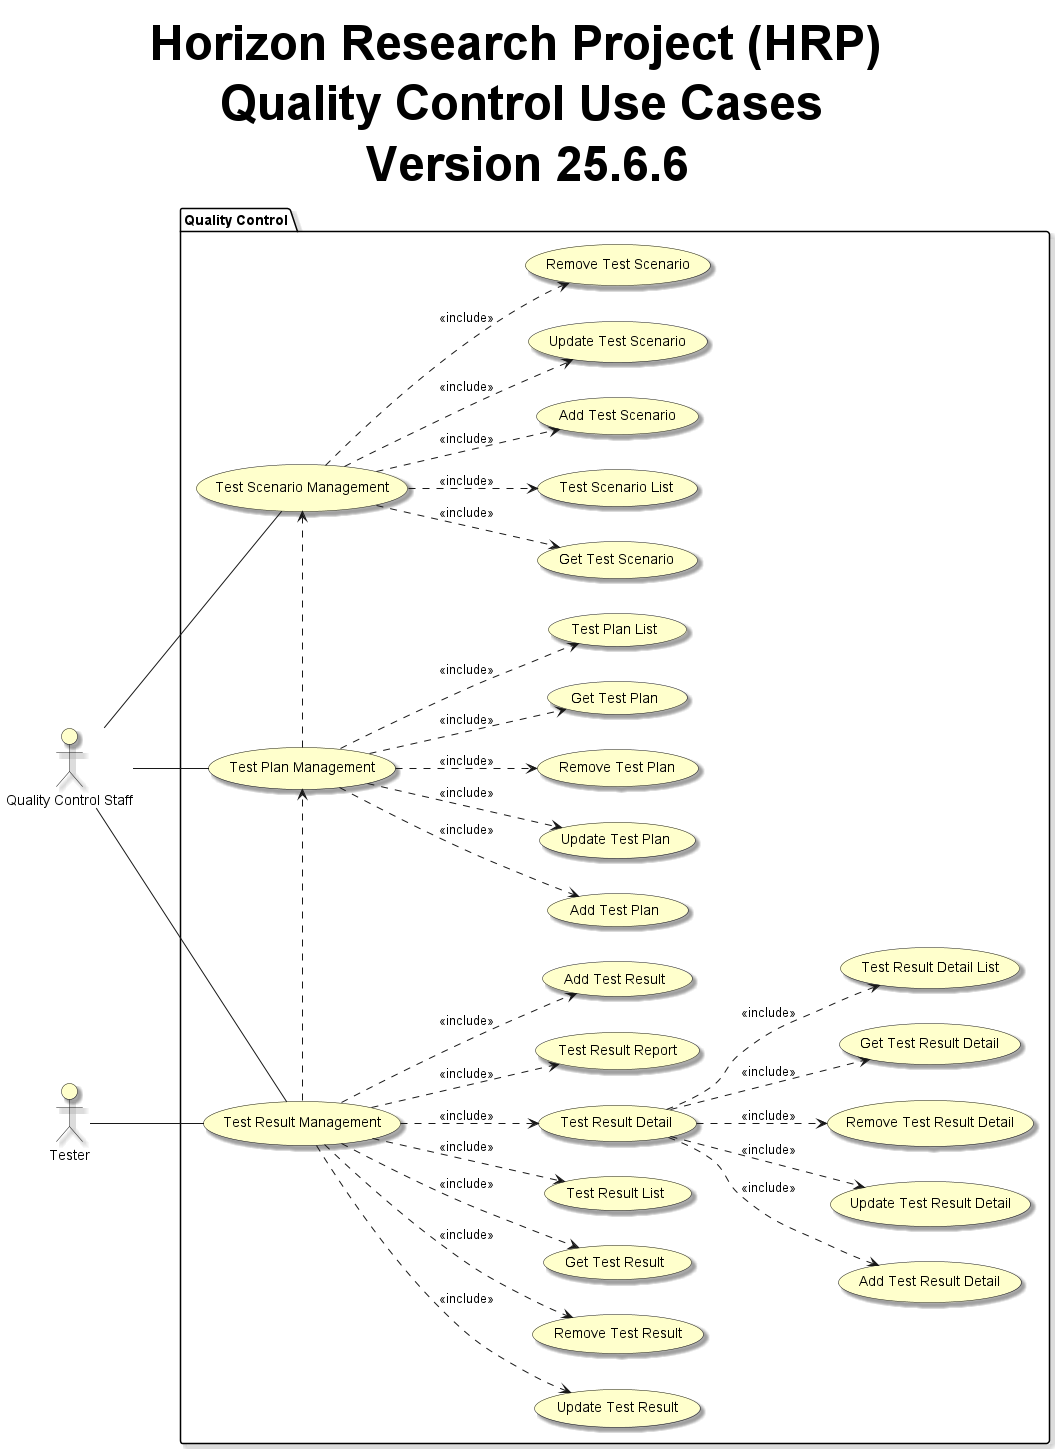 Horizon Research Project (HRP)
Quality Control Use Cases
Version 25.6.6
Quality Control
Remove Test Scenario
«include»
Update Test Scenario
«include»
Add Test Scenario
«include»
Test Scenario Management
«include»
Test Scenario List
«include»
Get Test Scenario
Test Plan List
«include»
Get Test Plan
«include»
Test Plan Management
«include»
Remove Test Plan
«include»
Quality Control Staff
«include»
Update Test Plan
Add Test Plan
Test Result Detail List
Add Test Result
«include»
«include»
Get Test Result Detail
Test Result Report
«include»
«include»
Tester
Test Result Management
«include»
Test Result Detail
«include»
Remove Test Result Detail
«include»
«include»
«include»
«include»
Test Result List
Update Test Result Detail
«include»
Get Test Result
Add Test Result Detail
«include»
Remove Test Result
Update Test Result